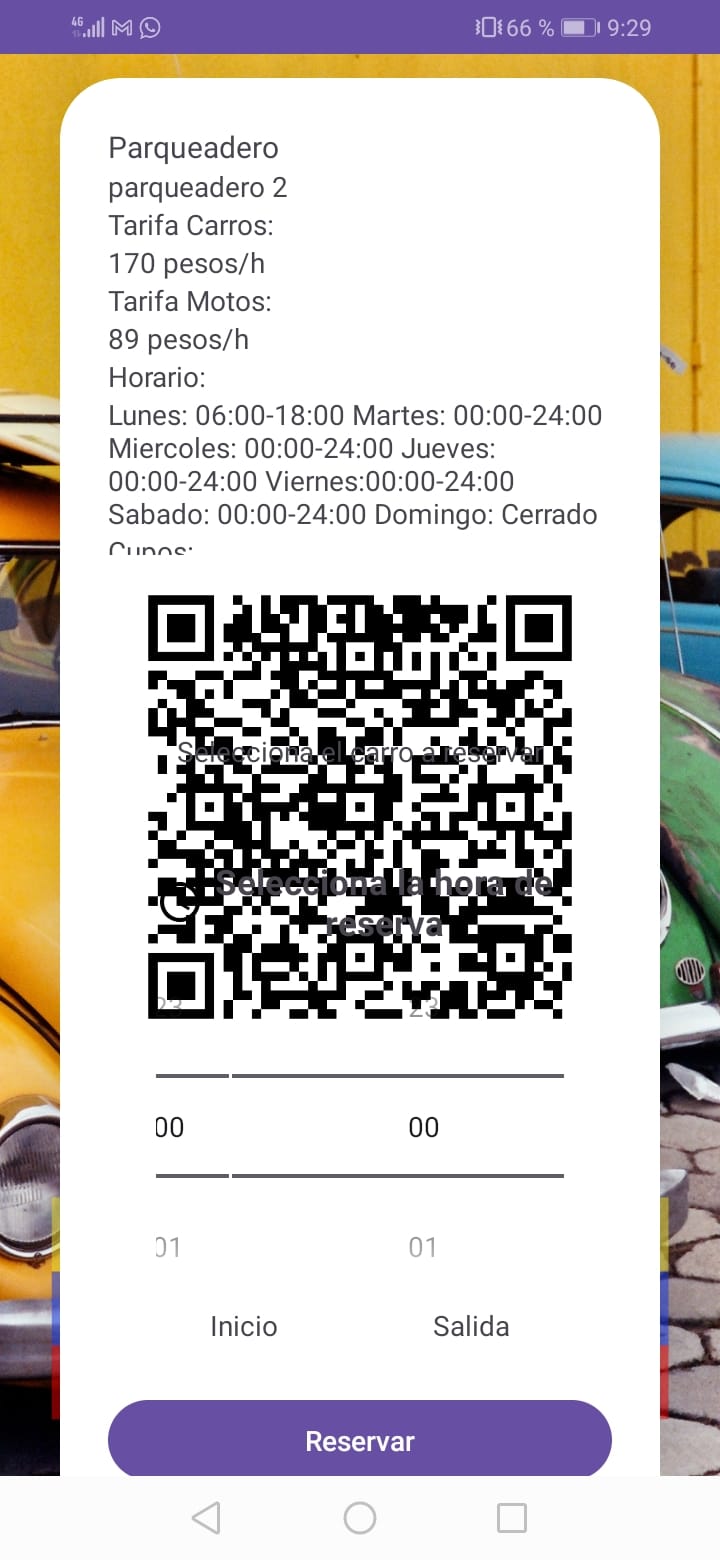 4G
66 % 9:29
Parqueadero
parqueadero 2
Tarifa Carros:
170 pesos/h
Tarifa Motos:
89 pesos/h
Horario:
Lunes: 06:00-18:00 Martes: 00:00-24:00
Miercoles: 00:00-24:00 Jueves:
00:00-24:00 Viernes:00:00-24:00
Sabado: 00:00-24:00 Domingo: Cerrado
Cupos:
Selecciona el carro a reservar
Selecciona la hora de
reserva
23 23
00 00
01 01
Inicio Salida
Reservar